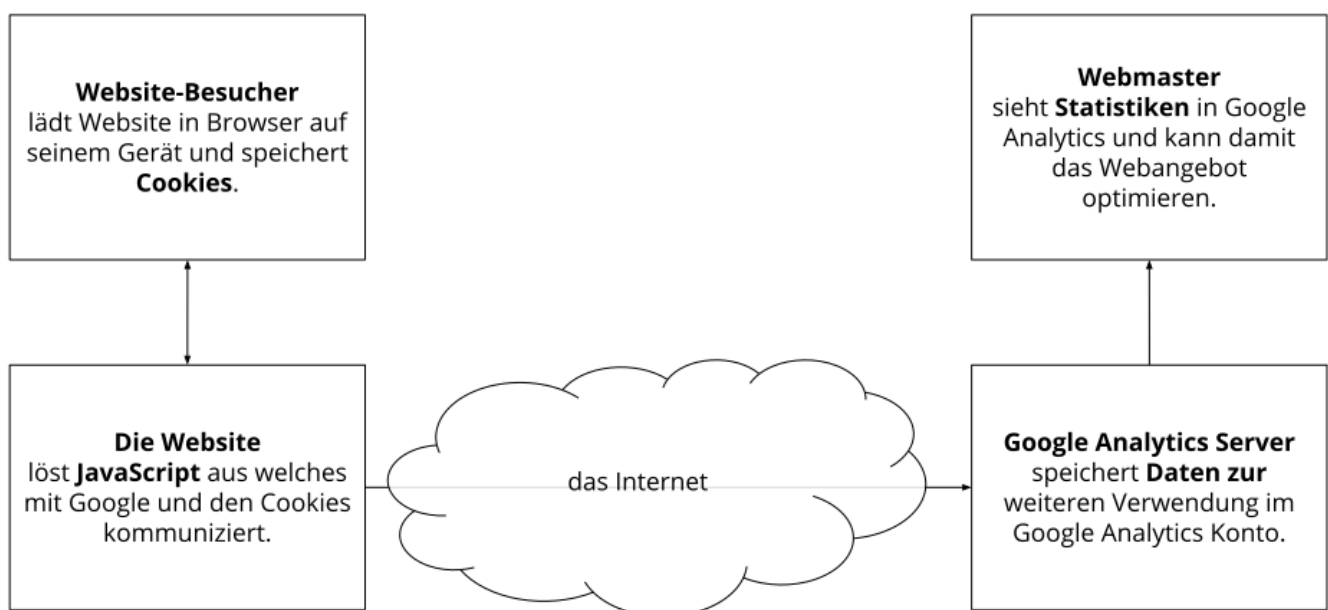 Website-Besucher
lädt Website in Browser auf
seinem Gerät und speichert
Cookies.
Webmaster
sieht Statistiken in Google
Analytics und kann damit
das Webangebot
optimieren.
Die Website
löst JavaScript aus welches
mit Google und den Cookies
kommuniziert.
das Internet
Google Analytics Server
speichert Daten zur
weiteren Verwendung im
Google Analytics Konto.